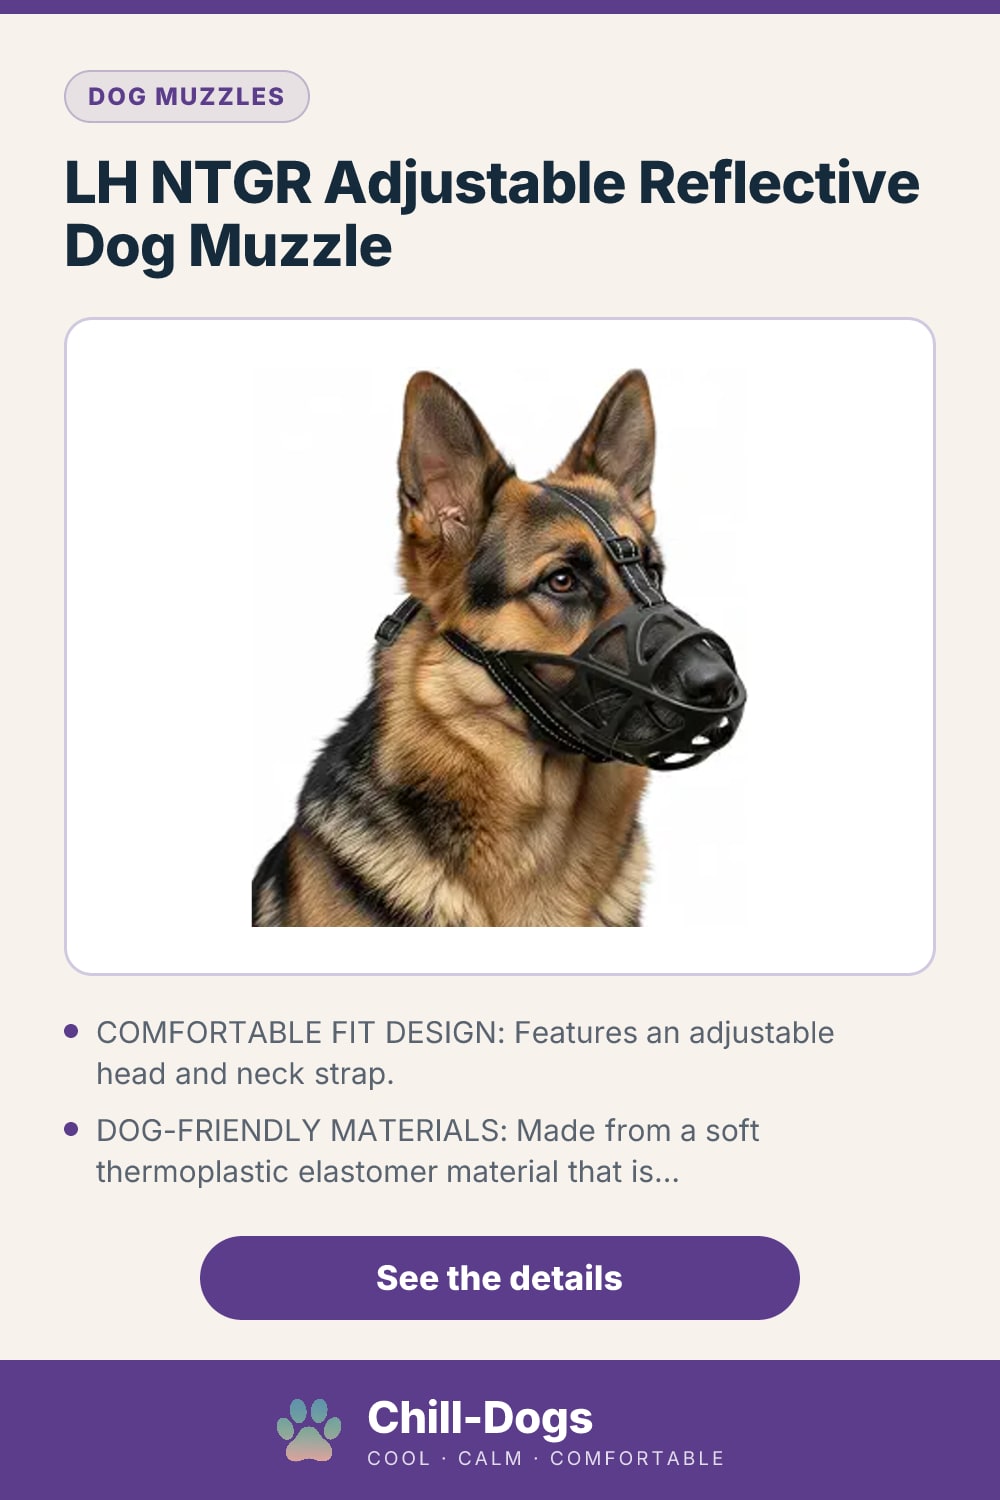 DOG MUZZLES
LH NTGR Adjustable Reflective
Dog Muzzle
COMFORTABLE FIT DESIGN: Features an adjustable
head and neck strap.
DOG-FRIENDLY MATERIALS: Made from a soft
thermoplastic elastomer material that is...
See the details
Chill-Dogs
COOL · CALM · COMFORTABLE